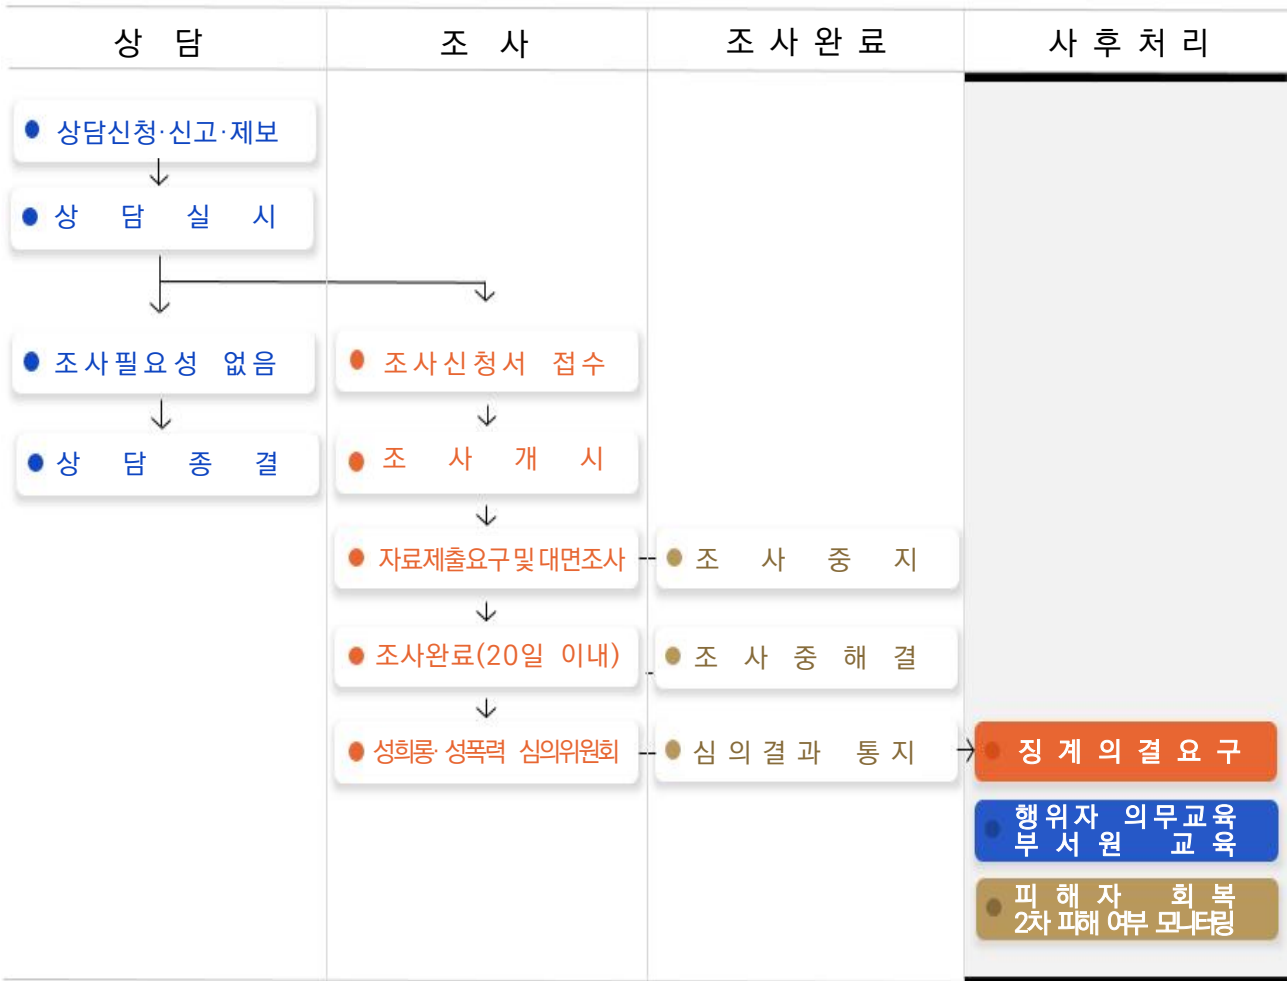 상 담
조 사
조 사 완 료
사 후 처 리
상담신청·신고·제보
상 담 실 시
조사필요성 없음
상 담 종 결
조사신청서 접수
조 사 개 시
자료제출요구 및 대면조사
조사완료(20일 이내)
성희롱·성폭력 심의위원회
조 사 중 지
조 사 중 해 결
심의결과 통지
징 계 의 결 요 구
행위자 의무교육
부 서 원 교 육
피 해 자 회 복
2차 피해 여부 모니터링